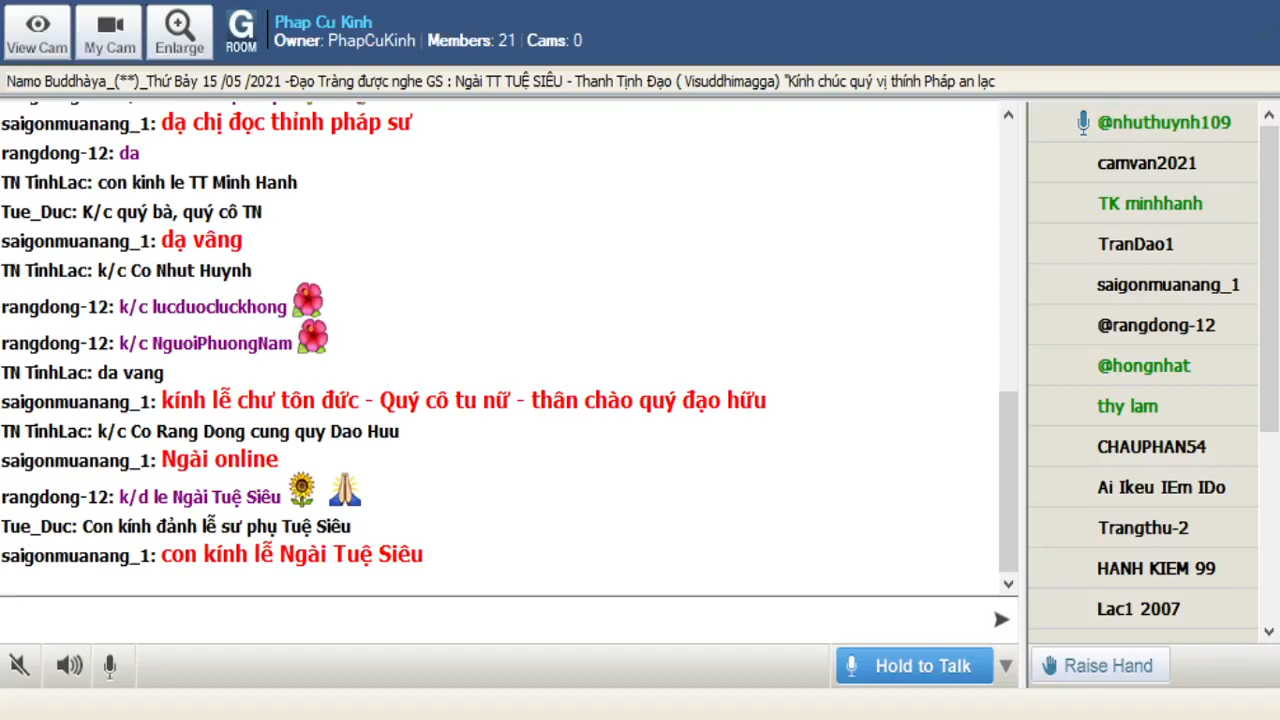 View Cam
My Cam
Enlarge
G
ROOM
Phap Cu Kinh
Owner: PhapCuKinh | Members: 21 | Cams: 0
Namo Buddhàya_(**)_Thứ Bảy 15 /05 /2021 -Đạo Tràng được nghe GS : Ngài TT TUỆ SIÊU - Thanh Tịnh Đạo ( Visuddhimagga) "Kính chúc quý vị thính Pháp an lạc
saigonmuanang_1: dạ chị đọc thỉnh pháp sư
rangdong-12: da
TN TinhLac: con kinh le TT Minh Hanh
Tue_Duc: K/c quý bà, quý cô TN
saigonmuanang_1: dạ vâng
TN TinhLac: k/c Co Nhut Huynh
rangdong-12: k/c lucduocluckhong
rangdong-12: k/c NguoiPhuongNam
TN TinhLac: da vang
saigonmuanang_1: kính lễ chư tôn đức - Quý cô tu nữ - thân chào quý đạo hữu
TN TinhLac: k/c Co Rang Dong cung quy Dao Huu
saigonmuanang_1: Ngài online
rangdong-12: k/d le Ngài Tuệ Siêu
Tue_Duc: Con kính đảnh lễ sư phụ Tuệ Siêu
saigonmuanang_1: con kính lễ Ngài Tuệ Siêu
@nhuthuynh109
camvan2021
TK minhhanh
TranDao1
saigonmuanang_1
@rangdong-12
@hongnhat
thy lam
CHAUPHAN54
Ai Ikeu IEm IDo
Trangthu-2
HANH KIEM 99
Lac1 2007
Hold to Talk
Raise Hand